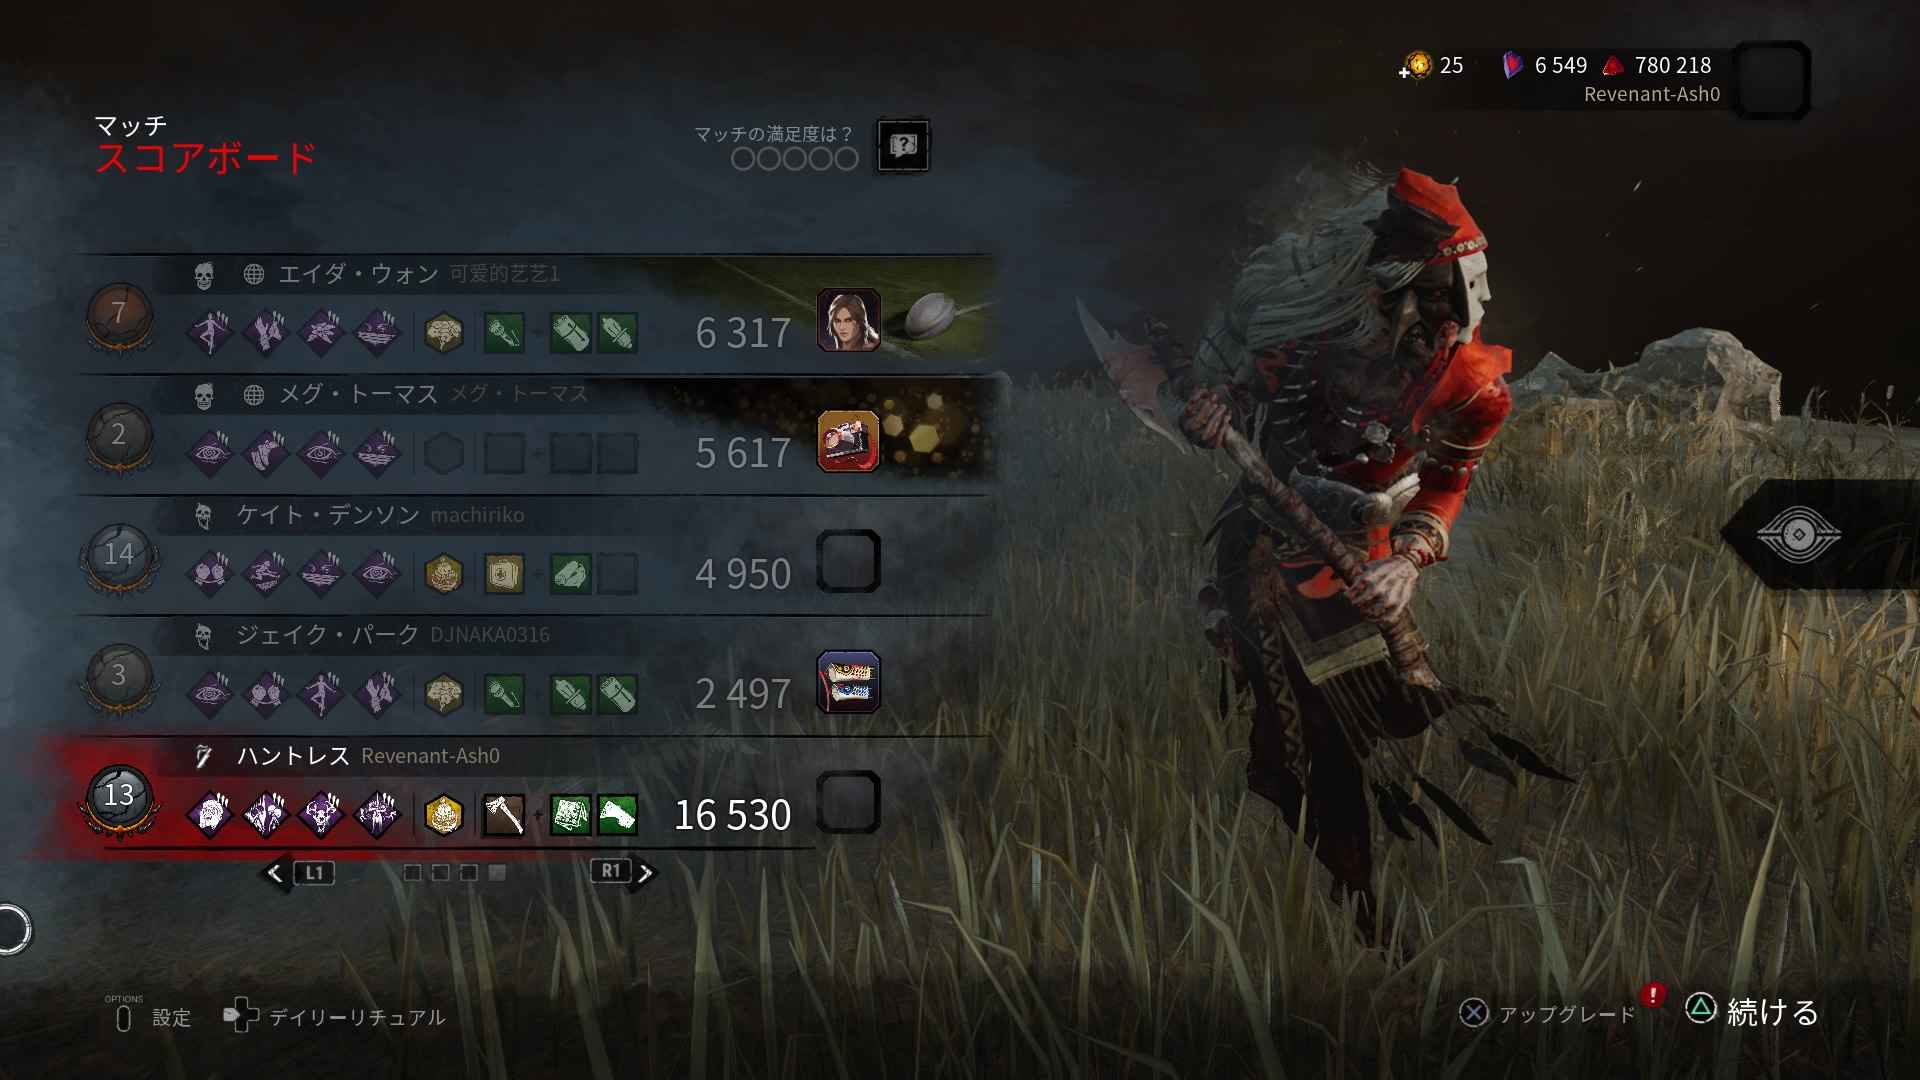 25 6 549 780 218
Revenant-Ash0
マッチ
スコアボード
マッチの満足度は?
7 エイダ・ウォン 可爱的艺艺1
6 317
2 メグ・トーマス メグ・トーマス
5 617
14 ケイト・デンソン machiriko
4 950
3 ジェイク・パーク DJNAKA0316
2 497
13 ハントレス Revenant-Ash0
16 530
L1 R1
OPTIONS
設定 デイリーリチュアル
アップグレード ! 続ける